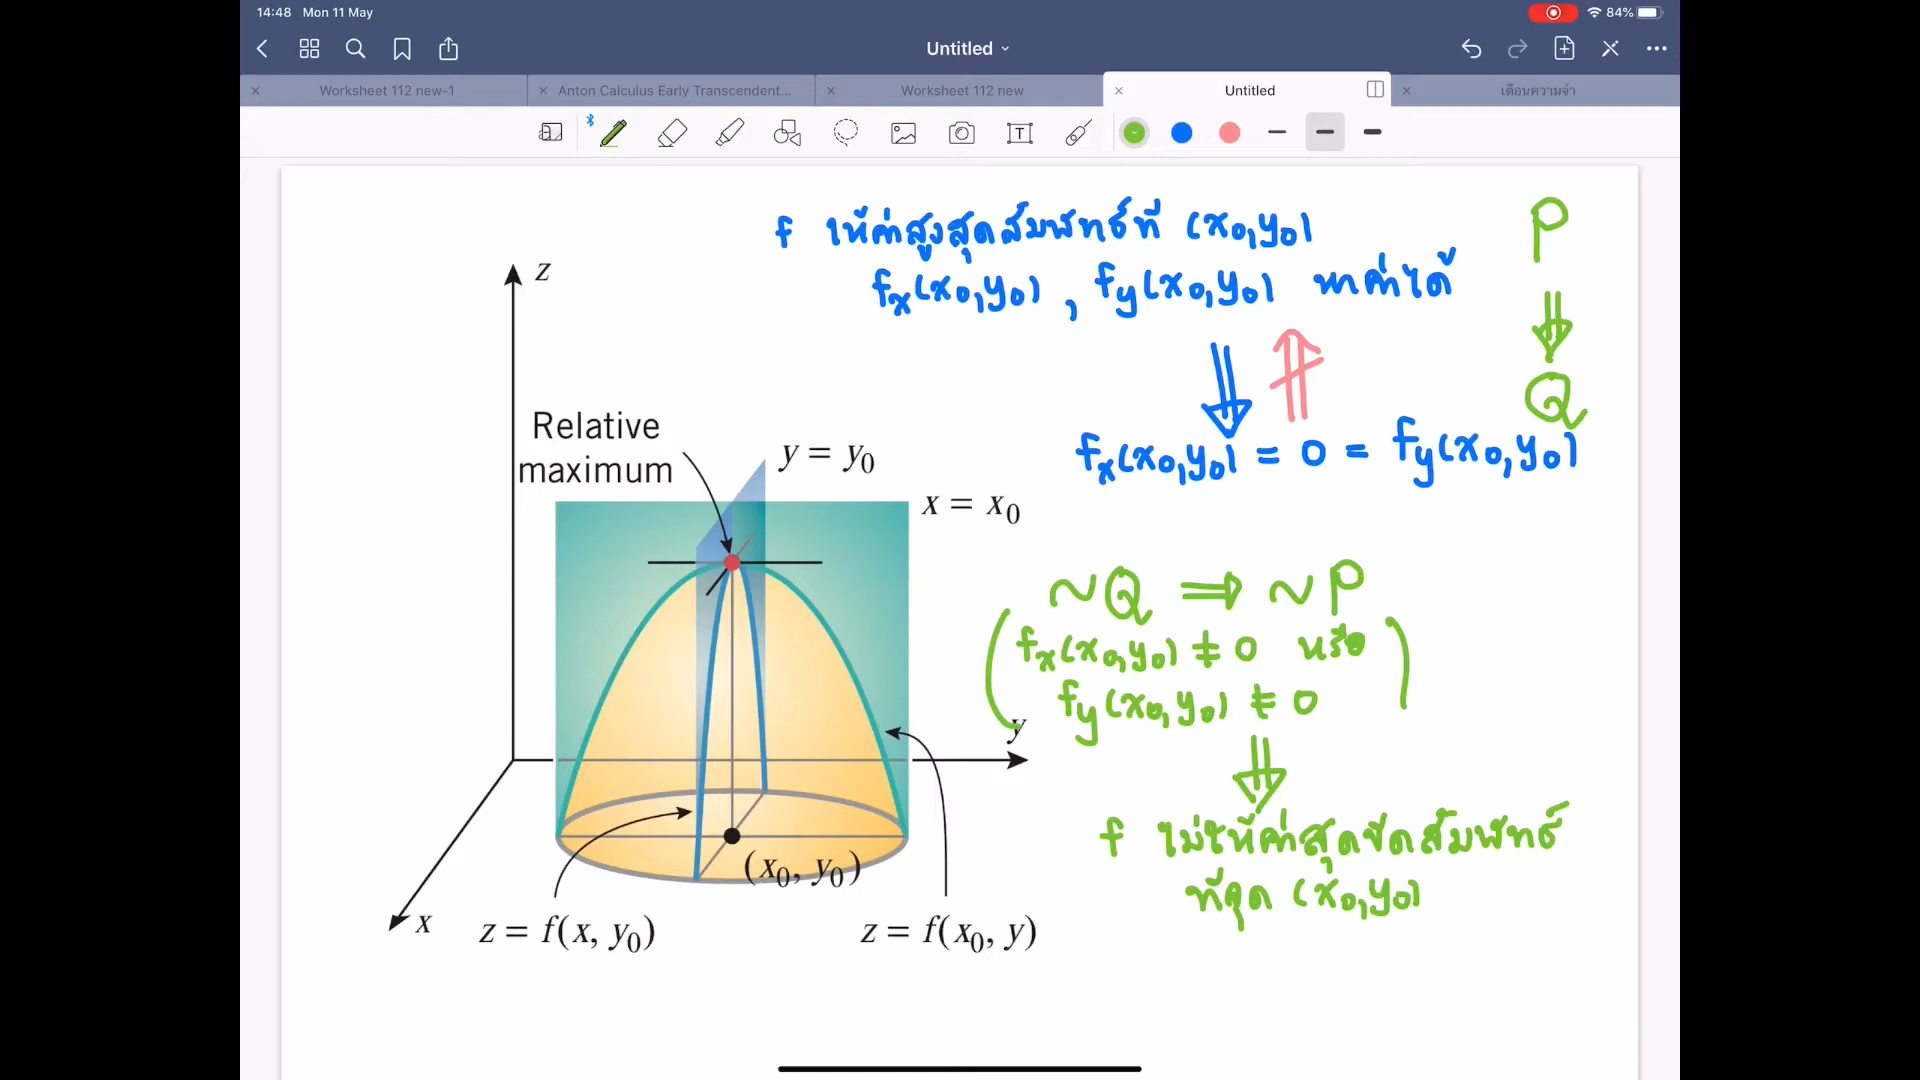 14:48 Mon 11 May
84%
Untitled
Worksheet 112 new-1
Anton Calculus Early Transcendent...
Worksheet 112 new
Untitled
เตือนความจำ
f ให้ค่าสูงสุดสัมพัทธ์ที่ (x₀,y₀)
fₓ(x₀,y₀) , f_y(x₀,y₀) หาค่าได้
P
⇓
Q
⇓ ⇑
fₓ(x₀,y₀) = 0 = f_y(x₀,y₀)
z
Relative
maximum
y = y₀
x = x₀
~Q ⇒ ~P
( fₓ(x₀,y₀) ≠ 0 หรือ
f_y(x₀,y₀) ≠ 0 )
⇓
f ไม่ให้ค่าสุดขีดสัมพัทธ์
ที่จุด (x₀,y₀)
y
(x₀, y₀)
x
z = f(x, y₀)
z = f(x₀, y)